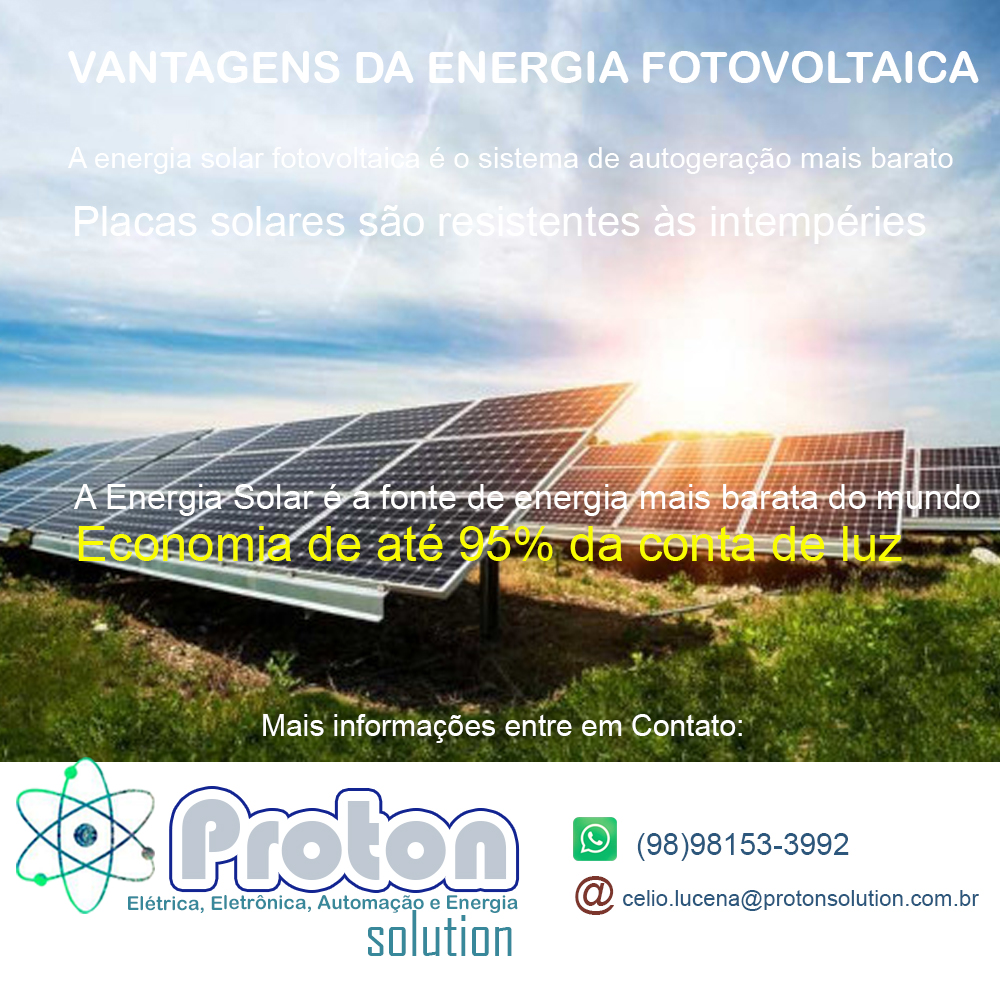 VANTAGENS DA ENERGIA FOTOVOLTAICA
A energia solar fotovoltaica é o sistema de autogeração mais barato
Placas solares são resistentes às intempéries
A Energia Solar é a fonte de energia mais barata do mundo
Economia de até 95% da conta de luz
Mais informações entre em Contato:
Proton
Elétrica, Eletrônica, Automação e Energia
solution
(98)98153-3992
@ celio.lucena@protonsolution.com.br